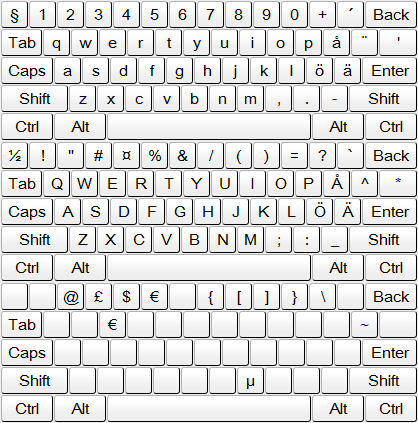 § 1 2 3 4 5 6 7 8 9 0 + ´ Back
Tab q w e r t y u i o p å ¨ '
Caps a s d f g h j k l ö ä Enter
Shift z x c v b n m , . - Shift
Ctrl Alt Alt Ctrl
½ ! " # ¤ % & / ( ) = ? ` Back
Tab Q W E R T Y U I O P Å ^ *
Caps A S D F G H J K L Ö Ä Enter
Shift Z X C V B N M ; : _ Shift
Ctrl Alt Alt Ctrl
@ £ $ € { [ ] } \ Back
Tab € ~
Caps Enter
Shift µ Shift
Ctrl Alt Alt Ctrl